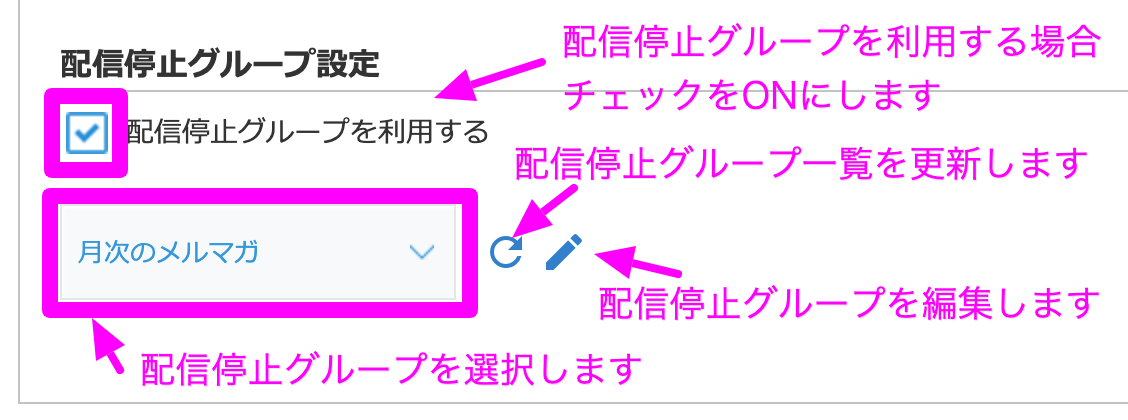 配信停止グループ設定
配信停止グループを利用する場合
チェックをONにします
配信停止グループを利用する
配信停止グループ一覧を更新します
月次のメルマガ
配信停止グループを編集します
配信停止グループを選択します